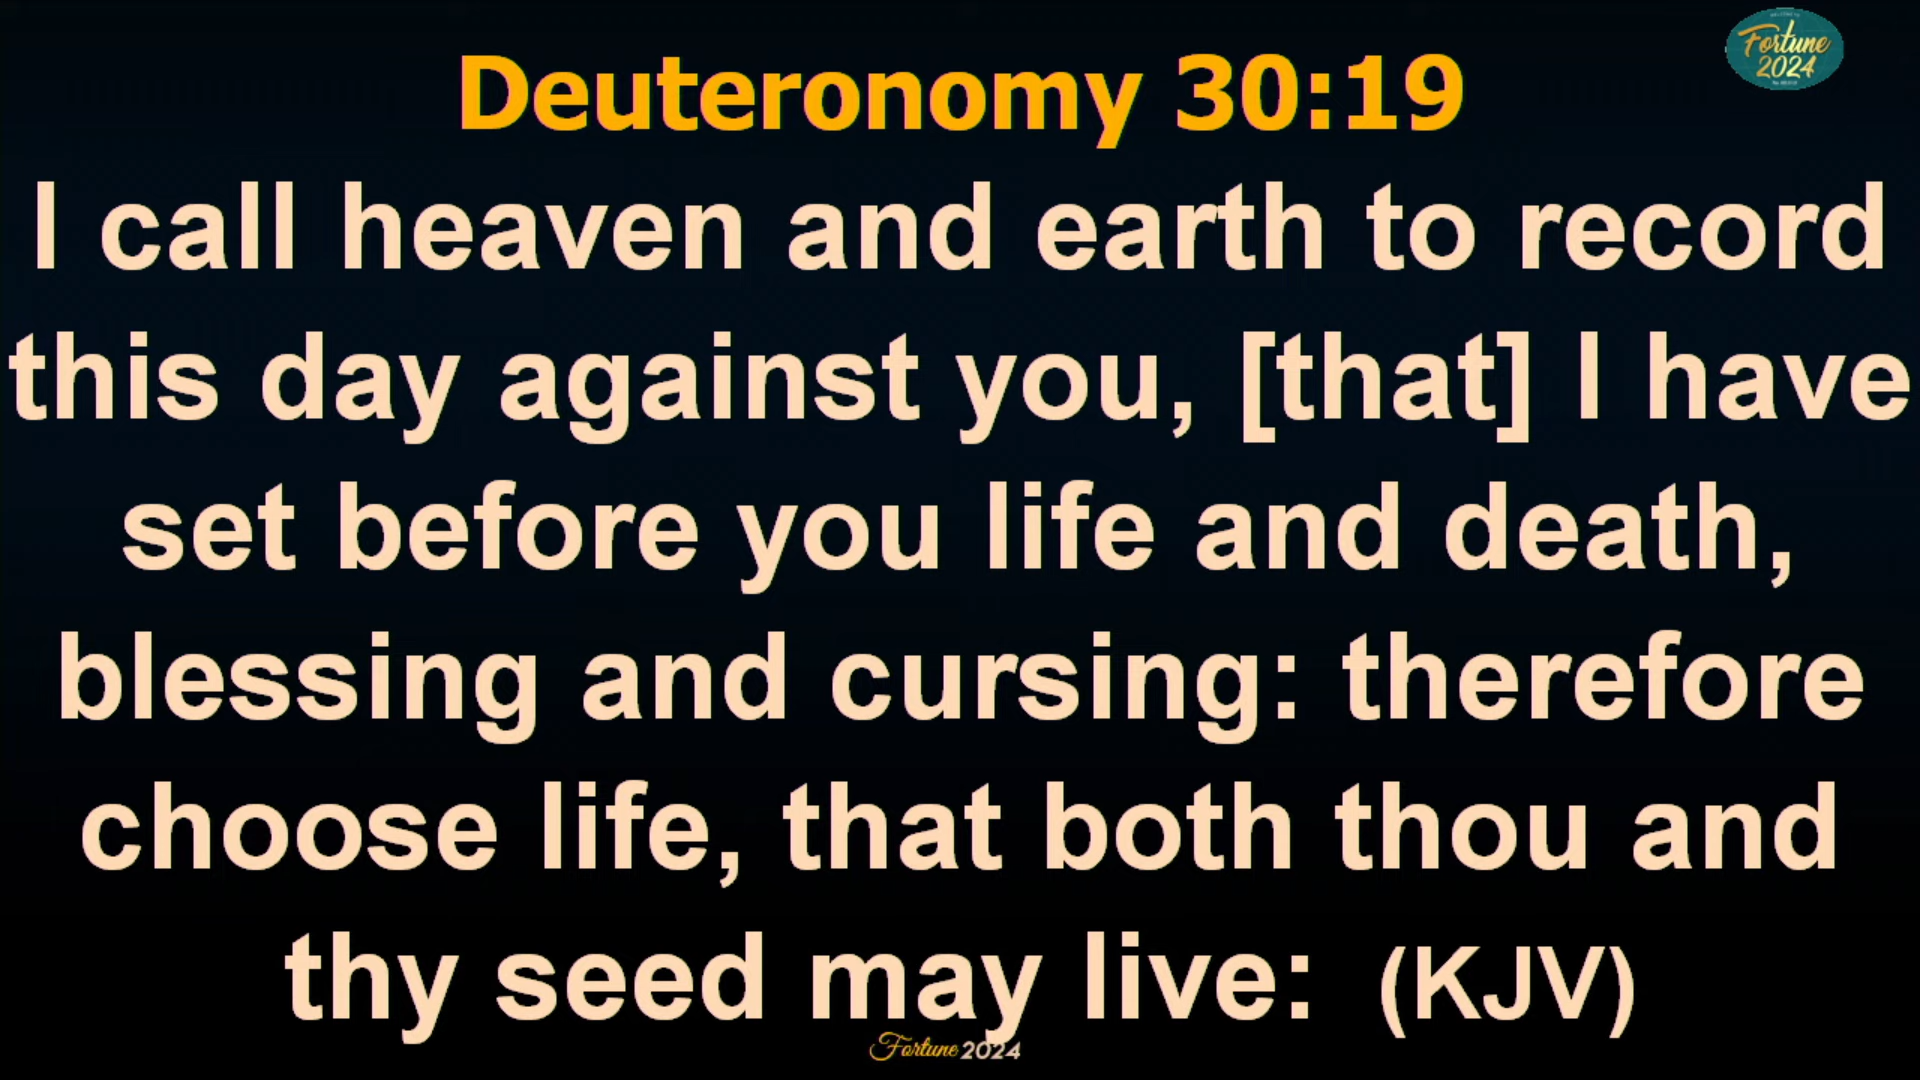 Fortune
2024
Deuteronomy 30:19
I call heaven and earth to record
this day against you, [that] I have
set before you life and death,
blessing and cursing: therefore
choose life, that both thou and
thy seed may live: (KJV)
Fortune 2024